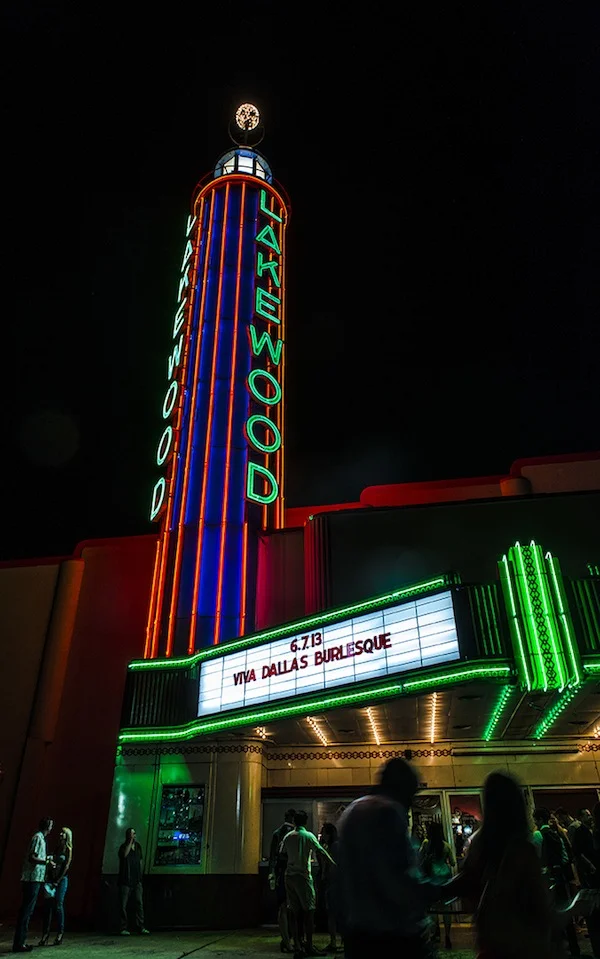 LAKEWOOD
LAKEWOOD
6.7.13
VIVA DALLAS BURLESQUE